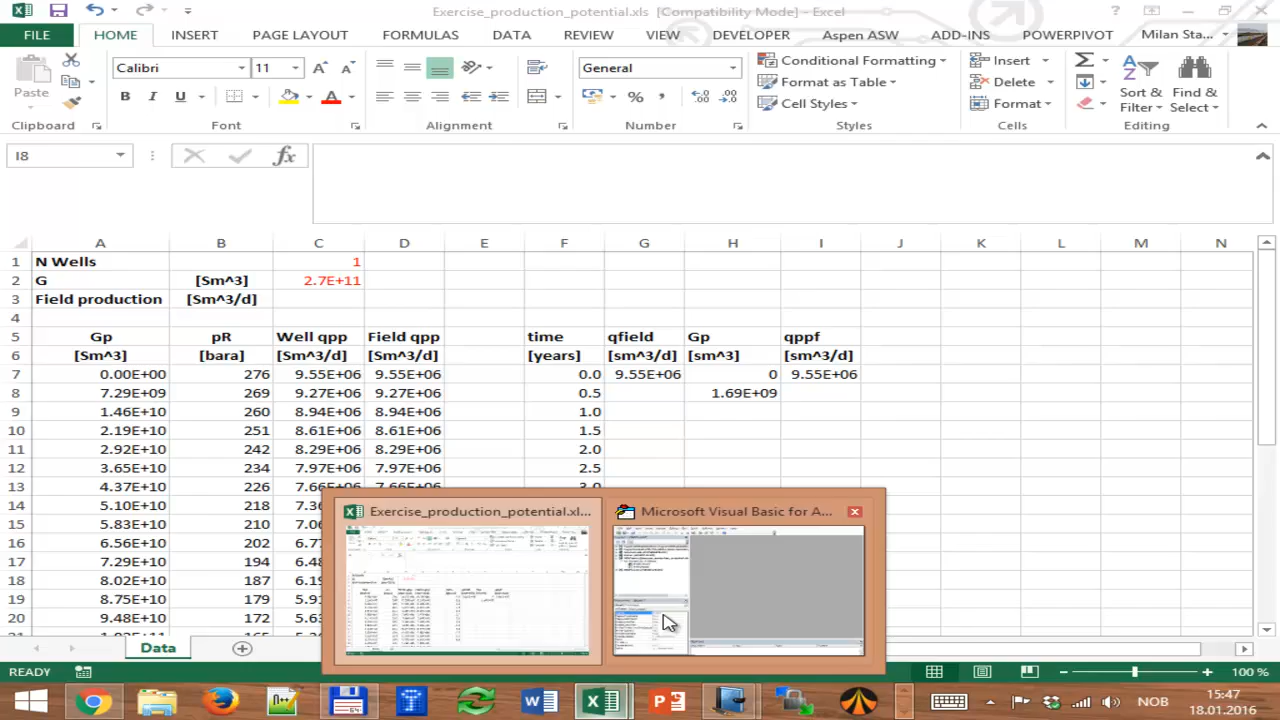 Exercise_production_potential.xls [Compatibility Mode] - Excel
FILE HOME INSERT PAGE LAYOUT FORMULAS DATA REVIEW VIEW DEVELOPER Aspen ASW ADD-INS POWERPIVOT Milan Sta...
Paste
Calibri 11
General
Conditional Formatting
Format as Table
Cell Styles
Insert
Delete
Format
Sort & Filter
Find & Select
Clipboard Font Alignment Number Styles Cells Editing
I8 fx
A B C D E F G H I J K L M N
1 N Wells 1
2 G [Sm^3] 2.7E+11
3 Field production [Sm^3/d]
4
5 Gp pR Well qpp Field qpp time qfield Gp qppf
6 [Sm^3] [bara] [Sm^3/d] [Sm^3/d] [years] [sm^3/d] [sm^3] [sm^3/d]
7 0.00E+00 276 9.55E+06 9.55E+06 0.0 9.55E+06 0 9.55E+06
8 7.29E+09 269 9.27E+06 9.27E+06 0.5 1.69E+09
9 1.46E+10 260 8.94E+06 8.94E+06 1.0
10 2.19E+10 251 8.61E+06 8.61E+06 1.5
11 2.92E+10 242 8.29E+06 8.29E+06 2.0
12 3.65E+10 234 7.97E+06 7.97E+06 2.5
13 4.37E+10 226 7.66E+06 7.66E+06 3.0
14 5.10E+10 218
15 5.83E+10 210
16 6.56E+10 202
17 7.29E+10 194
18 8.02E+10 187
19 8.75E+10 179
20 9.48E+10 172
Exercise_production_potential.xls...
Microsoft Visual Basic for A...
Data
READY 100 %
NOB
15:47
18.01.2016